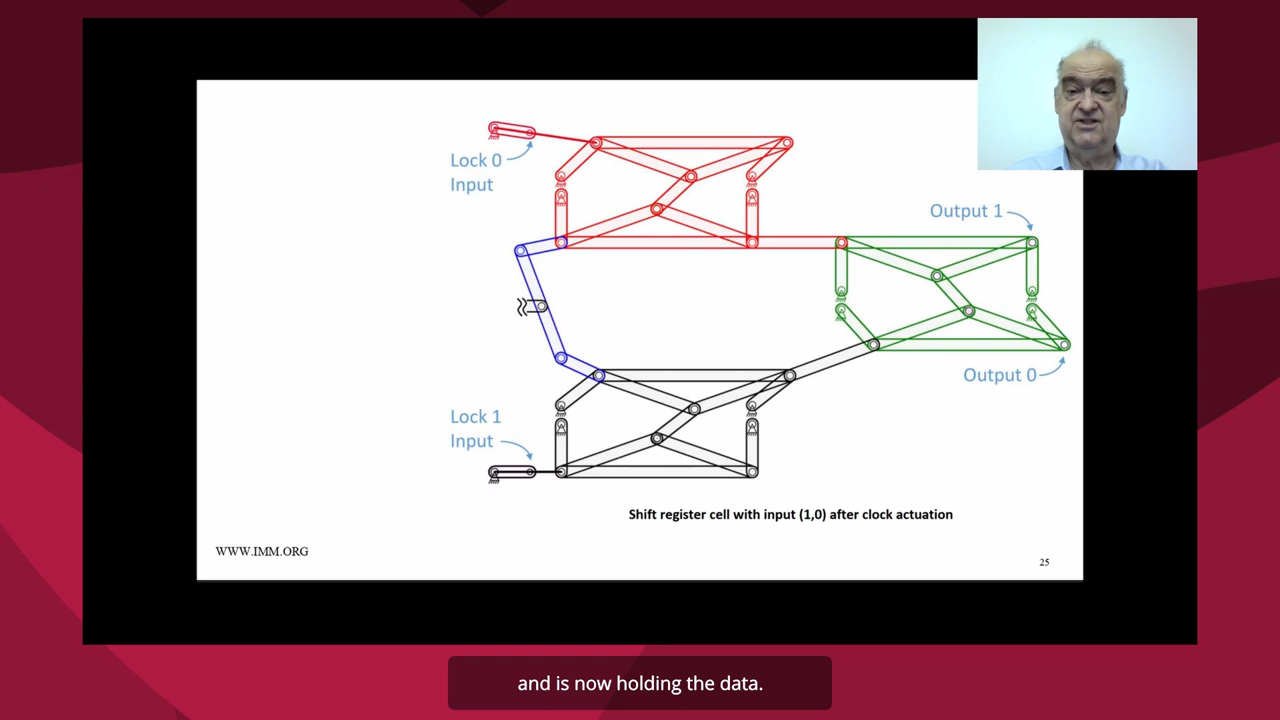 Lock 0
Input
Output 1
Output 0
Lock 1
Input
Shift register cell with input (1,0) after clock actuation
WWW.IMM.ORG
25
and is now holding the data.